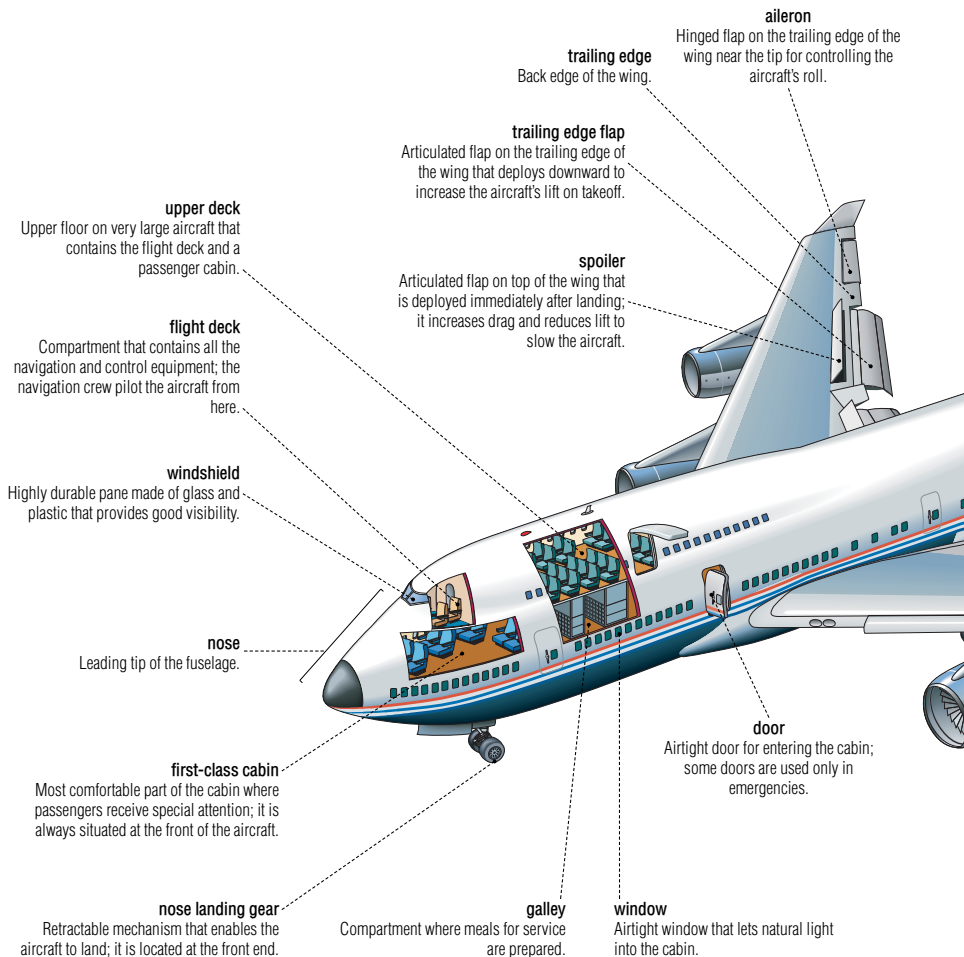 aileron
Hinged flap on the trailing edge of the
wing near the tip for controlling the
aircraft’s roll.
trailing edge
Back edge of the wing.
trailing edge flap
Articulated flap on the trailing edge of
the wing that deploys downward to
increase the aircraft’s lift on takeoff.
upper deck
Upper floor on very large aircraft that
contains the flight deck and a
passenger cabin.
spoiler
Articulated flap on top of the wing that
is deployed immediately after landing;
it increases drag and reduces lift to
slow the aircraft.
flight deck
Compartment that contains all the
navigation and control equipment; the
navigation crew pilot the aircraft from
here.
windshield
Highly durable pane made of glass and
plastic that provides good visibility.
nose
Leading tip of the fuselage.
door
Airtight door for entering the cabin;
some doors are used only in
emergencies.
first-class cabin
Most comfortable part of the cabin where
passengers receive special attention; it is
always situated at the front of the aircraft.
nose landing gear
Retractable mechanism that enables the
aircraft to land; it is located at the front end.
galley
Compartment where meals for service
are prepared.
window
Airtight window that lets natural light
into the cabin.